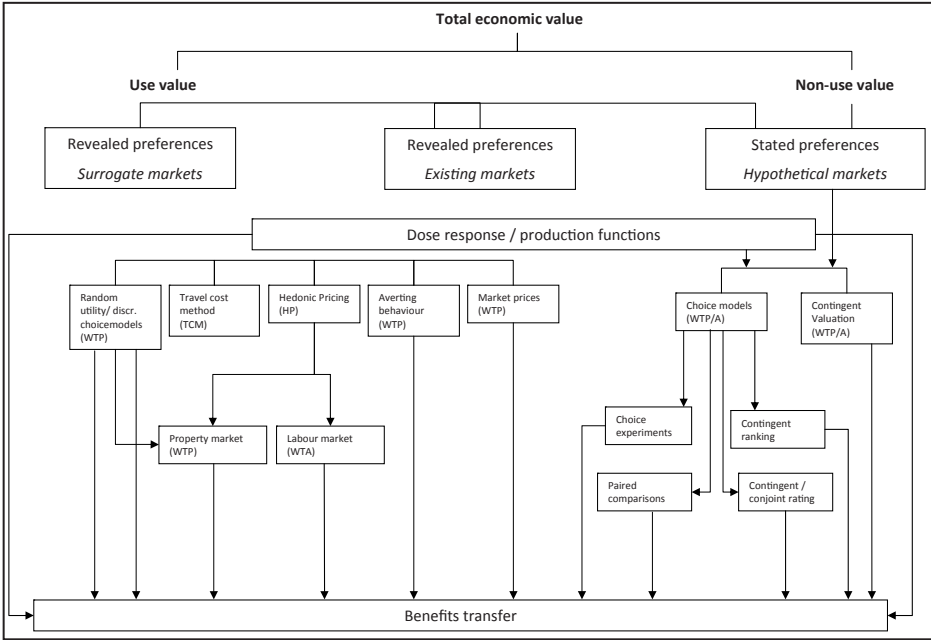 Total economic value
Use value
Non-use value
Revealed preferences
Surrogate markets
Revealed preferences
Existing markets
Stated preferences
Hypothetical markets
Dose response / production functions
Random
utility/ discr.
choicemodels
(WTP)
Travel cost
method
(TCM)
Hedonic Pricing
(HP)
Averting
behaviour
(WTP)
Market prices
(WTP)
Choice models
(WTP/A)
Contingent
Valuation
(WTP/A)
Property market
(WTP)
Labour market
(WTA)
Choice
experiments
Contingent
ranking
Paired
comparisons
Contingent /
conjoint rating
Benefits transfer